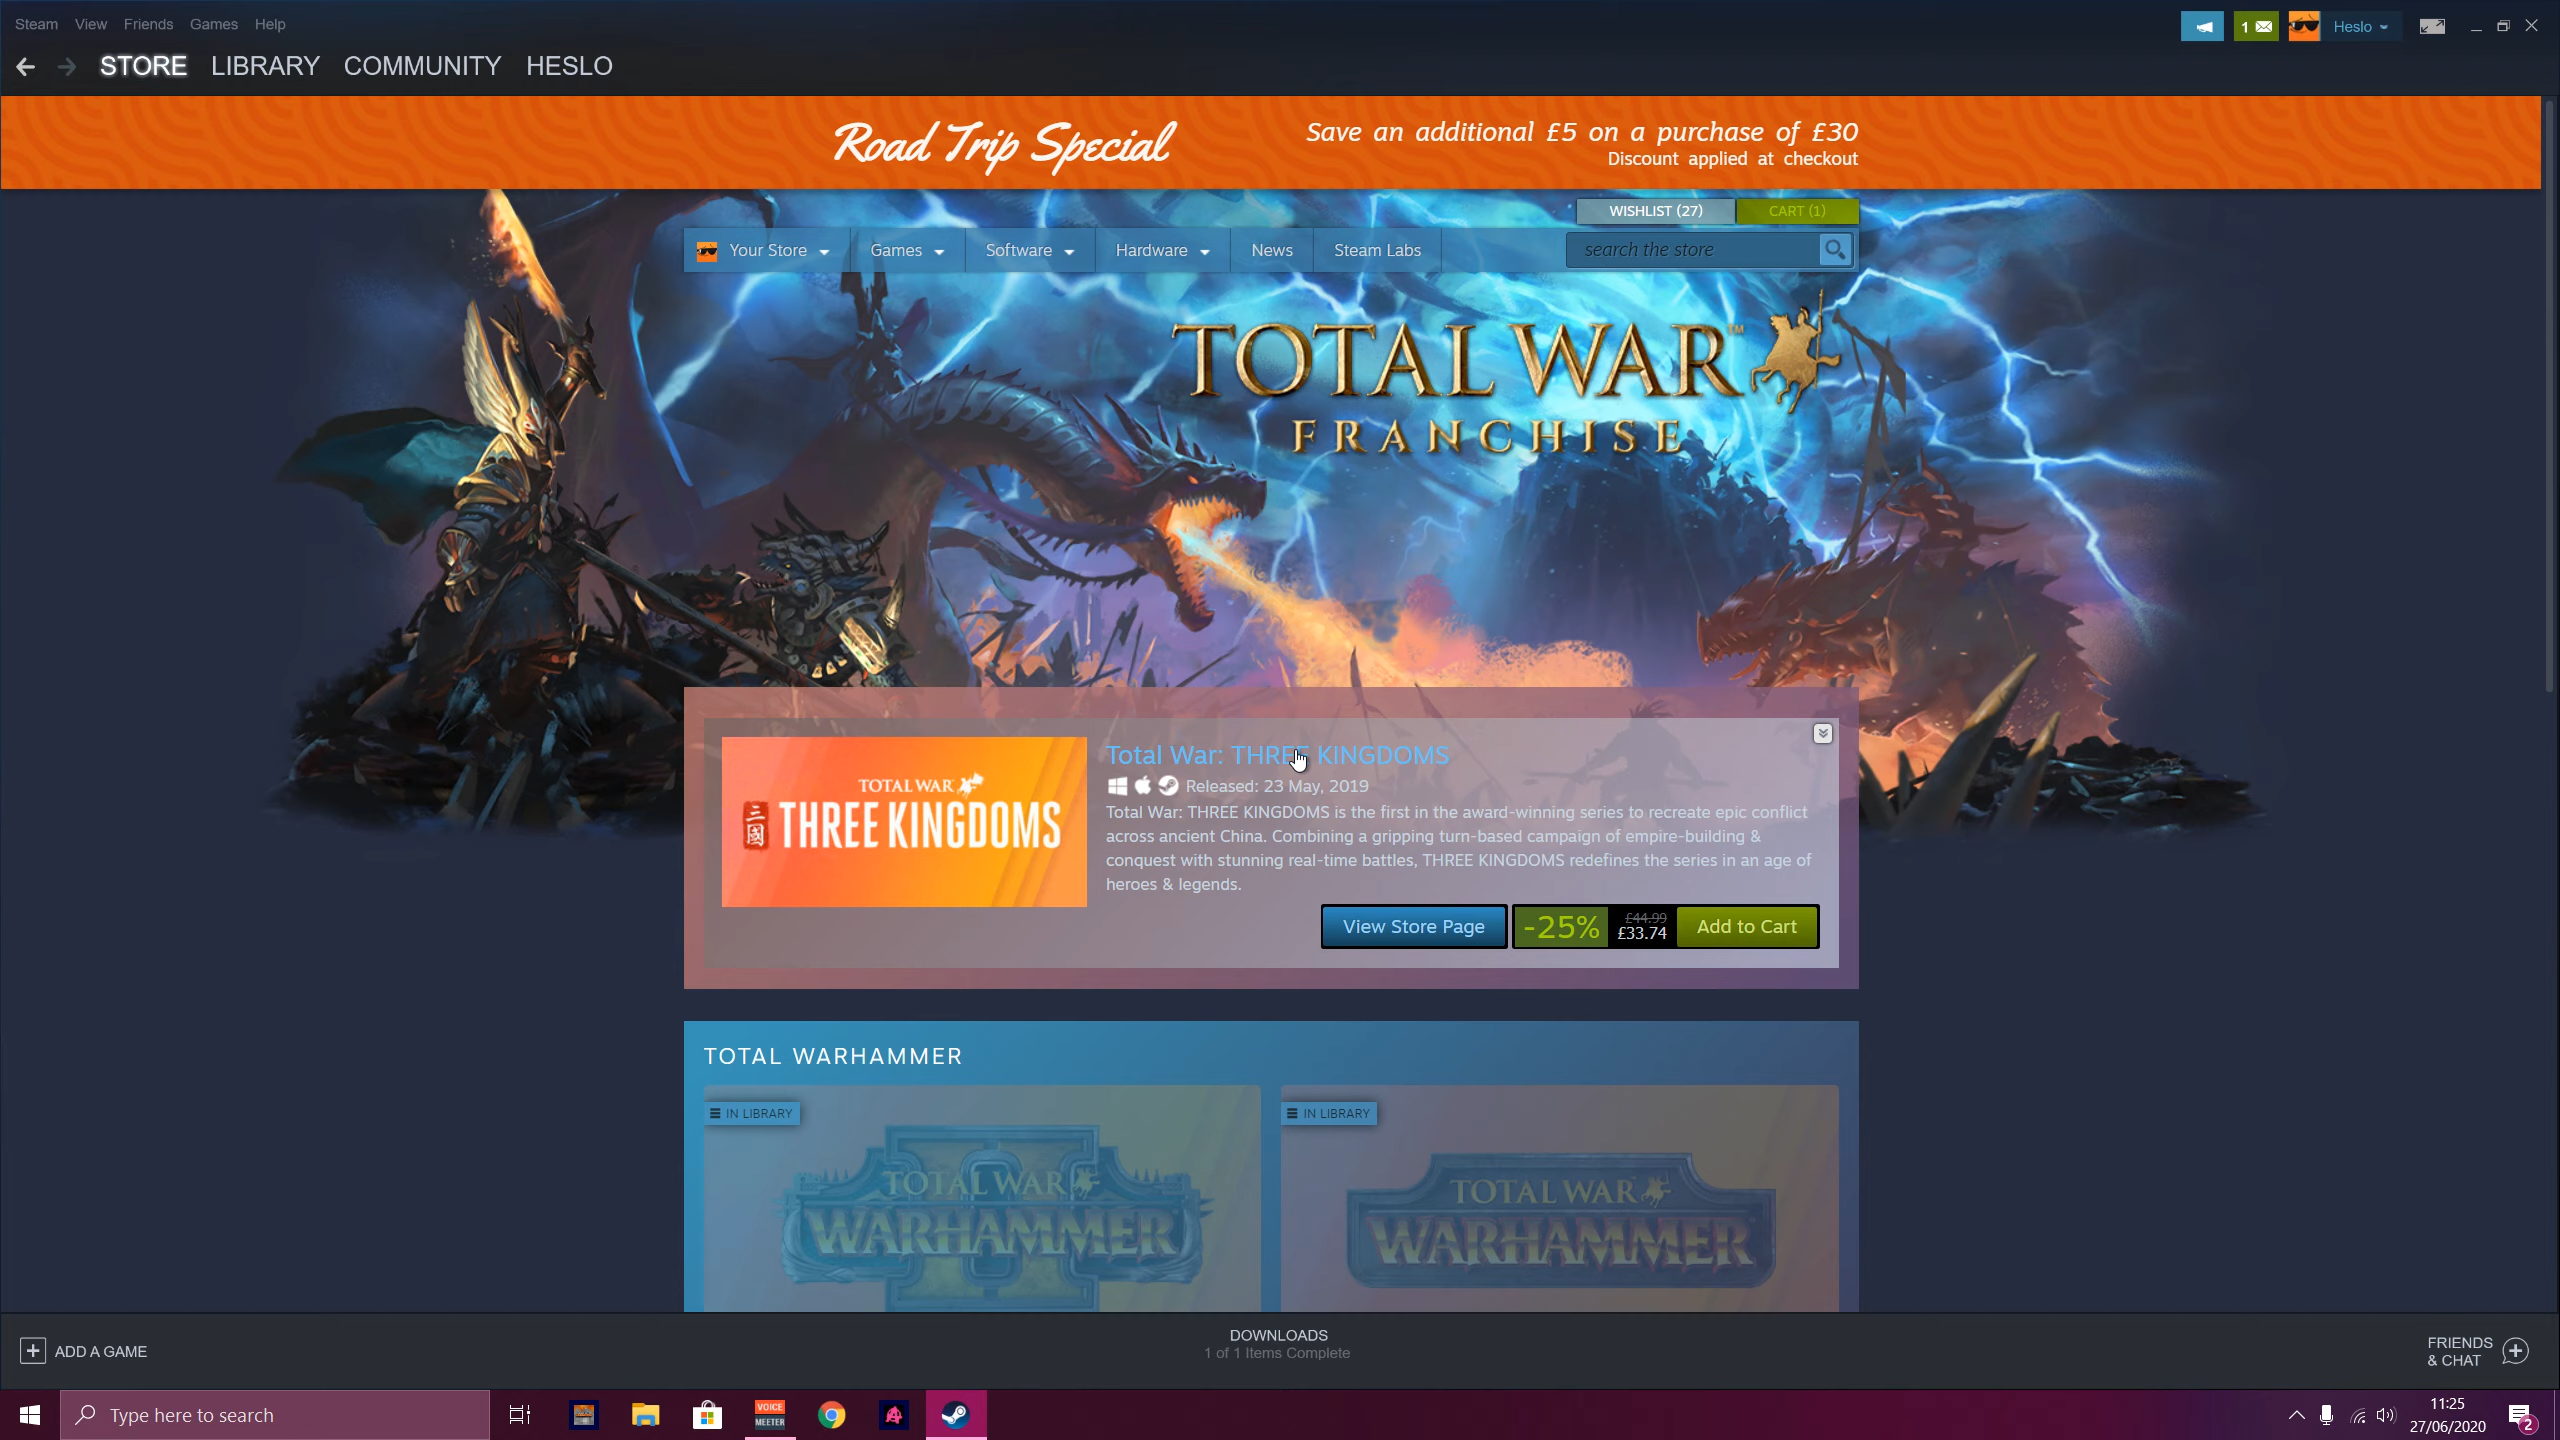 Steam View Friends Games Help
1
Heslo
STORE LIBRARY COMMUNITY HESLO
Road Trip Special
Save an additional £5 on a purchase of £30
Discount applied at checkout
WISHLIST (27)
CART (1)
Your Store
Games
Software
Hardware
News
Steam Labs
search the store
TOTAL WAR™
FRANCHISE
TOTAL WAR
三國
THREE KINGDOMS
Total War: THREE KINGDOMS
Released: 23 May, 2019
Total War: THREE KINGDOMS is the first in the award-winning series to recreate epic conflict
across ancient China. Combining a gripping turn-based campaign of empire-building &
conquest with stunning real-time battles, THREE KINGDOMS redefines the series in an age of
heroes & legends.
View Store Page
-25%
£44.99
£33.74
Add to Cart
TOTAL WARHAMMER
IN LIBRARY
TOTAL WAR
WARHAMMER
II
IN LIBRARY
TOTAL WAR
WARHAMMER
ADD A GAME
DOWNLOADS
1 of 1 Items Complete
FRIENDS
& CHAT
Type here to search
VOICE
MEETER
11:25
27/06/2020
2